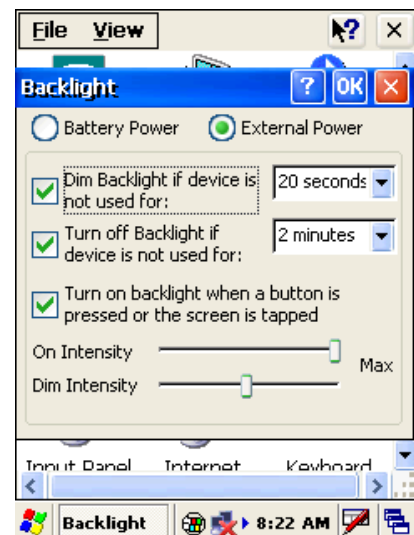 File View ? ×
Backlight ? OK ×
Battery Power External Power
Dim Backlight if device is
not used for:
20 seconds
Turn off Backlight if
device is not used for:
2 minutes
Turn on backlight when a button is
pressed or the screen is tapped
On Intensity
Max
Dim Intensity
Input Panel Internet Keyboard
Backlight 8:22 AM